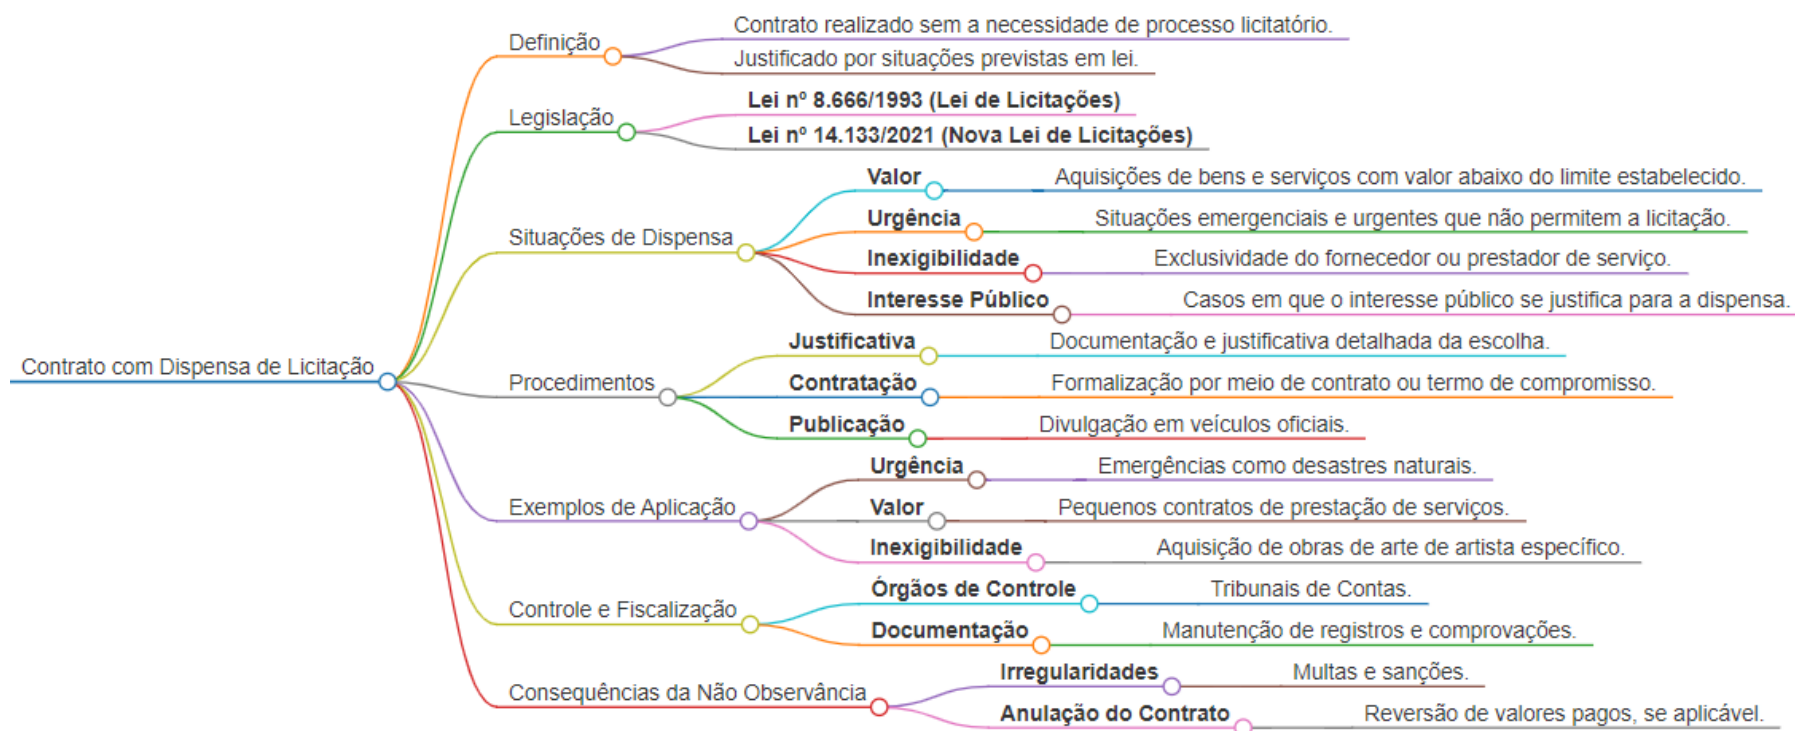 Contrato com Dispensa de Licitação
Definição
Contrato realizado sem a necessidade de processo licitatório.
Justificado por situações previstas em lei.
Legislação
Lei nº 8.666/1993 (Lei de Licitações)
Lei nº 14.133/2021 (Nova Lei de Licitações)
Situações de Dispensa
Valor
Aquisições de bens e serviços com valor abaixo do limite estabelecido.
Urgência
Situações emergenciais e urgentes que não permitem a licitação.
Inexigibilidade
Exclusividade do fornecedor ou prestador de serviço.
Interesse Público
Casos em que o interesse público se justifica para a dispensa.
Procedimentos
Justificativa
Documentação e justificativa detalhada da escolha.
Contratação
Formalização por meio de contrato ou termo de compromisso.
Publicação
Divulgação em veículos oficiais.
Exemplos de Aplicação
Urgência
Emergências como desastres naturais.
Valor
Pequenos contratos de prestação de serviços.
Inexigibilidade
Aquisição de obras de arte de artista específico.
Controle e Fiscalização
Órgãos de Controle
Tribunais de Contas.
Documentação
Manutenção de registros e comprovações.
Consequências da Não Observância
Irregularidades
Multas e sanções.
Anulação do Contrato
Reversão de valores pagos, se aplicável.